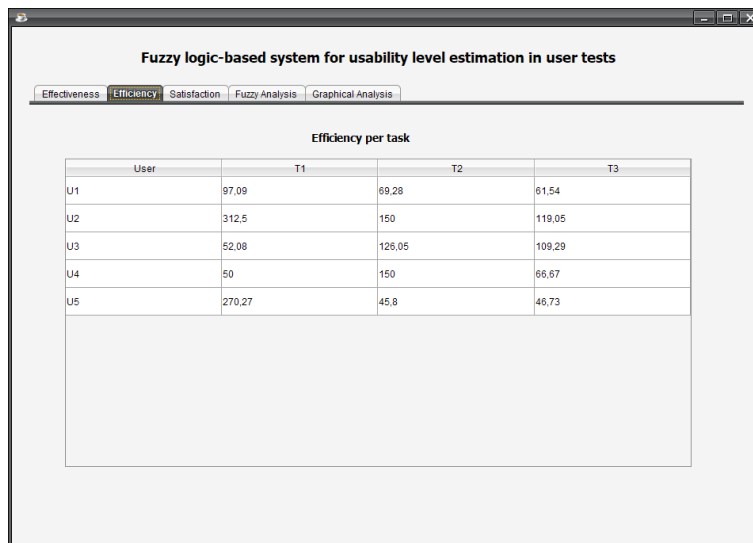 Fuzzy logic-based system for usability level estimation in user tests
Effectiveness Efficiency Satisfaction Fuzzy Analysis Graphical Analysis
Efficiency per task
User T1 T2 T3
U1 97,09 69,28 61,54
U2 312,5 150 119,05
U3 52,08 126,05 109,29
U4 50 150 66,67
U5 270,27 45,8 46,73